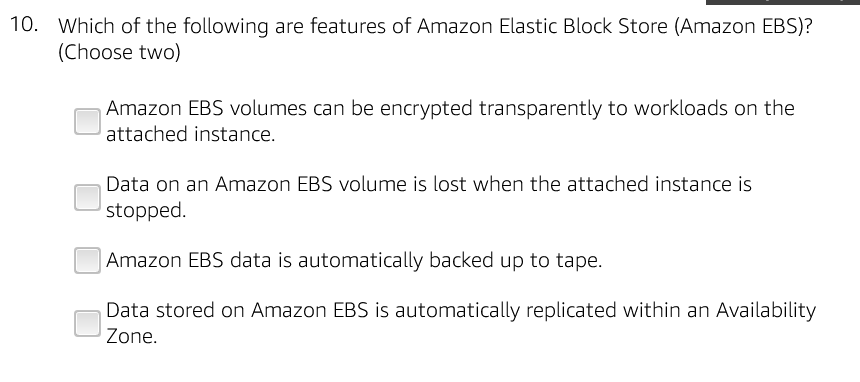 10. Which of the following are features of Amazon Elastic Block Store (Amazon EBS)?
(Choose two)
Amazon EBS volumes can be encrypted transparently to workloads on the
attached instance.
Data on an Amazon EBS volume is lost when the attached instance is
stopped.
Amazon EBS data is automatically backed up to tape.
Data stored on Amazon EBS is automatically replicated within an Availability
Zone.